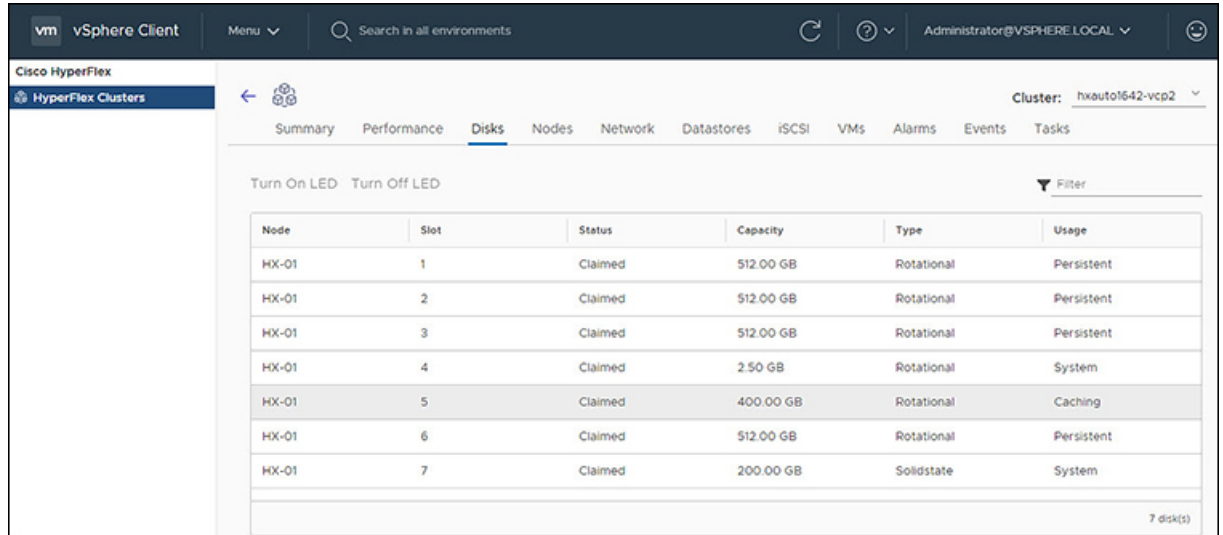 vm vSphere Client Menu Search in all environments Administrator@VSPHERE.LOCAL
Cisco HyperFlex
HyperFlex Clusters
Cluster: hxauto1642-vcp2
Summary Performance Disks Nodes Network Datastores iSCSI VMs Alarms Events Tasks
Turn On LED Turn Off LED Filter
Node Slot Status Capacity Type Usage
HX-01 1 Claimed 512.00 GB Rotational Persistent
HX-01 2 Claimed 512.00 GB Rotational Persistent
HX-01 3 Claimed 512.00 GB Rotational Persistent
HX-01 4 Claimed 2.50 GB Rotational System
HX-01 5 Claimed 400.00 GB Rotational Caching
HX-01 6 Claimed 512.00 GB Rotational Persistent
HX-01 7 Claimed 200.00 GB Solidstate System
7 disk(s)